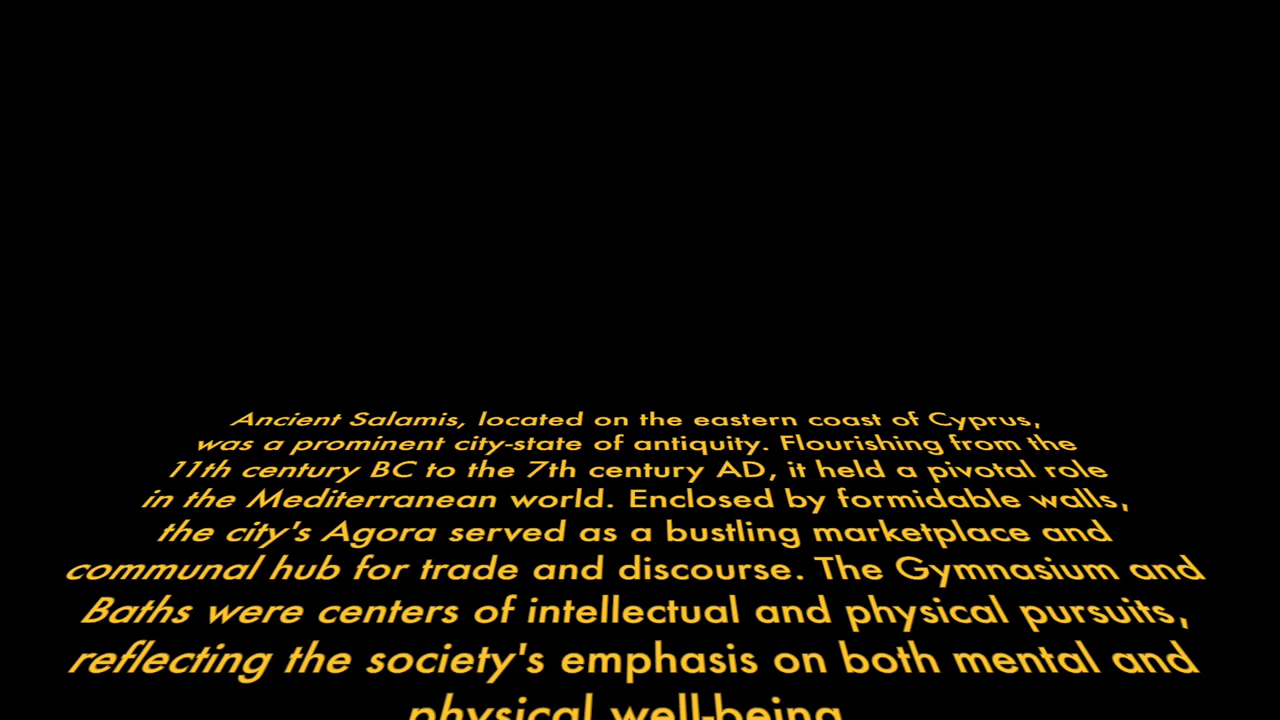 Ancient Salamis, located on the eastern coast of Cyprus,
was a prominent city-state of antiquity. Flourishing from the
11th century BC to the 7th century AD, it held a pivotal role
in the Mediterranean world. Enclosed by formidable walls,
the city's Agora served as a bustling marketplace and
communal hub for trade and discourse. The Gymnasium and
Baths were centers of intellectual and physical pursuits,
reflecting the society's emphasis on both mental and
physical well-being